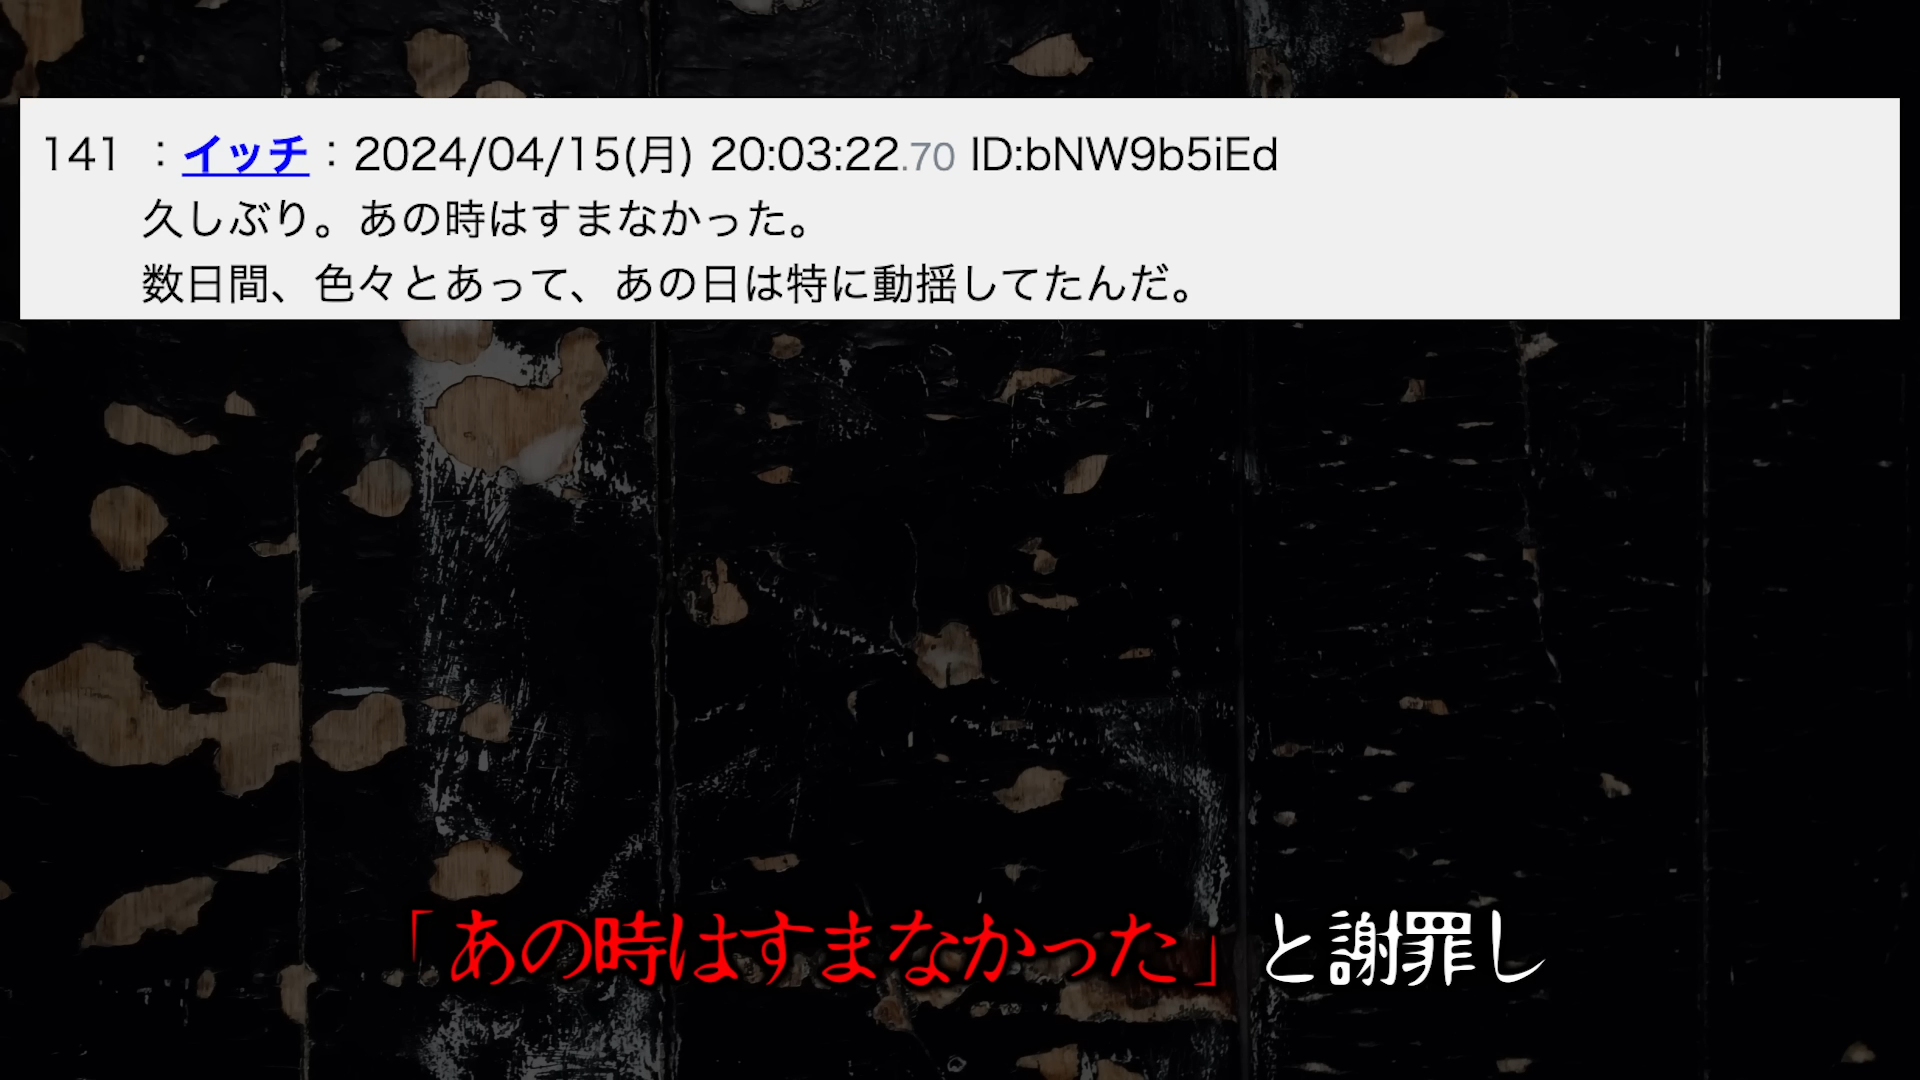 141 ：イッチ：2024/04/15(月) 20:03:22.70 ID:bNW9b5iEd
久しぶり。あの時はすまなかった。
数日間、色々とあって、あの日は特に動揺してたんだ。
「あの時はすまなかった」と謝罪し